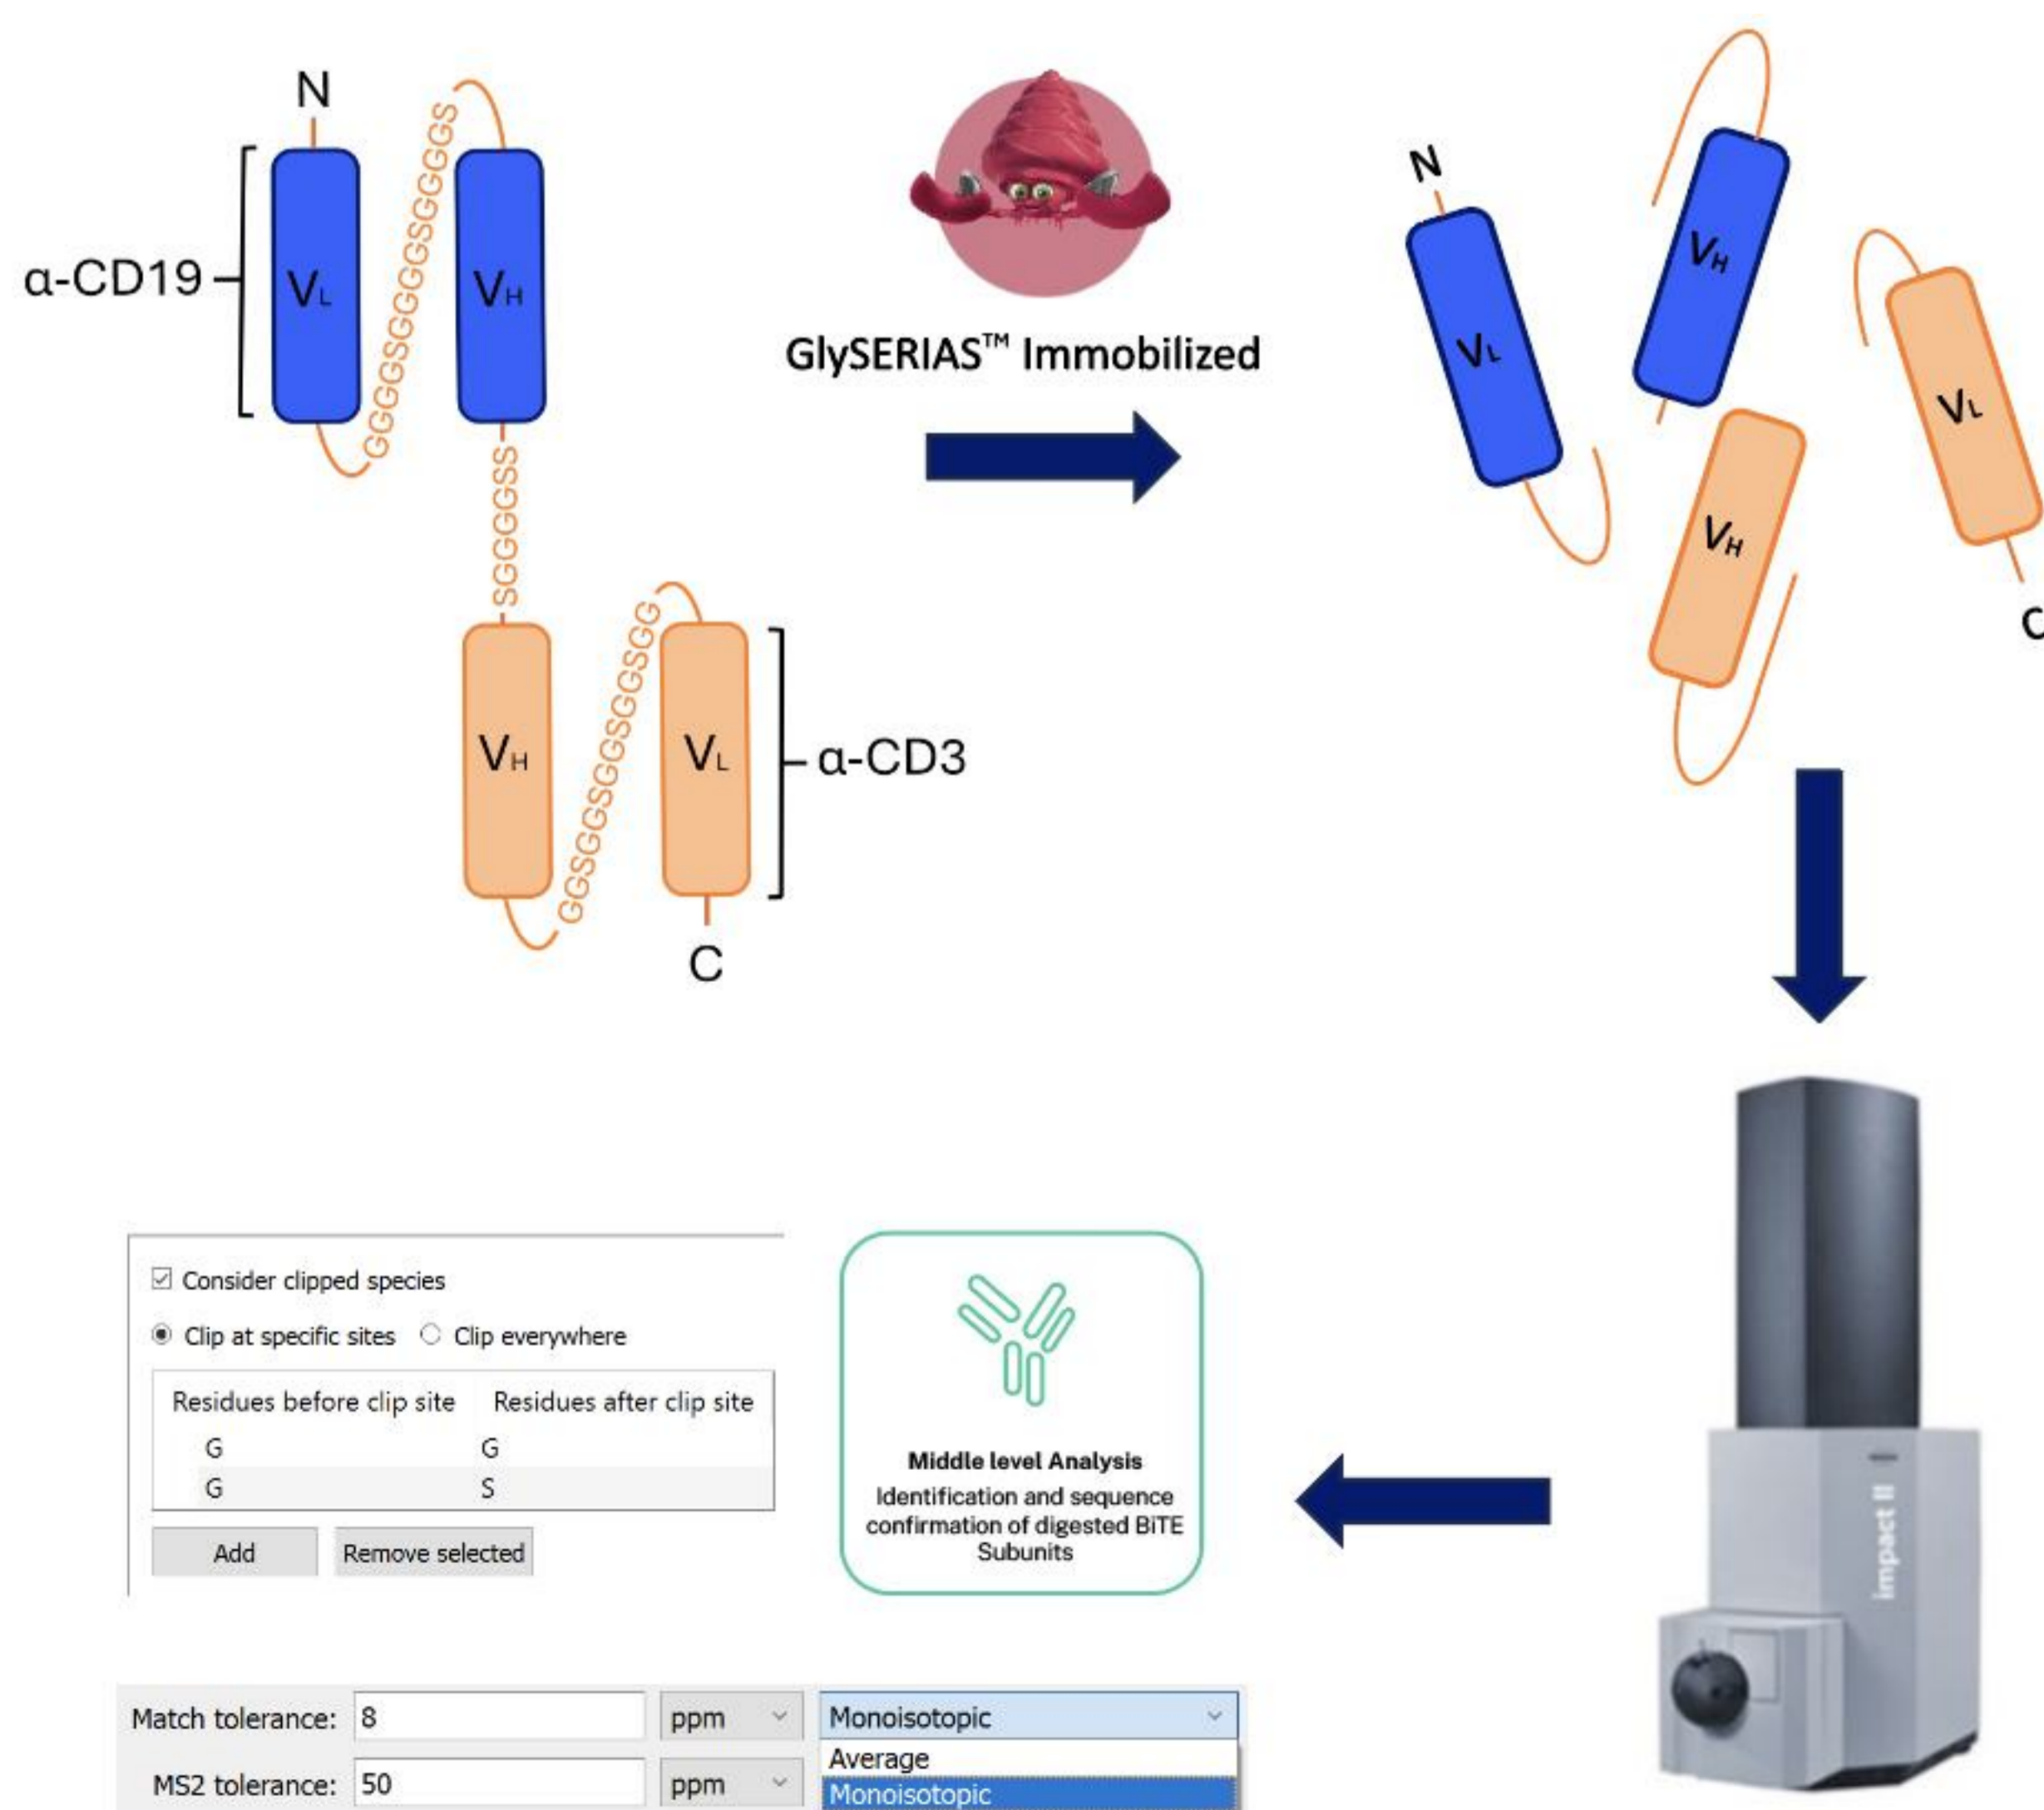 N
α-CD19
VL
GGGGSGGGGSGGGGS
VH
SGGGGSS
VH
GGSGGSGGSGGSGG
VL
α-CD3
C
GlySERIAS™ Immobilized
N
VL
VH
VH
VL
C
impact II
Consider clipped species
Clip at specific sites Clip everywhere
Residues before clip site Residues after clip site
G G
G S
Add Remove selected
Middle level Analysis
Identification and sequence
confirmation of digested BiTE
Subunits
Match tolerance: 8 ppm Monoisotopic
Average
MS2 tolerance: 50 ppm Monoisotopic